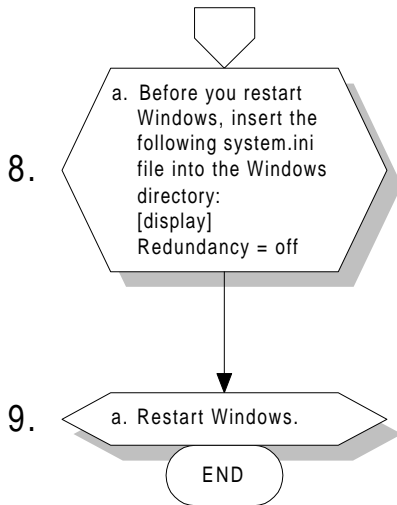 8.
a. Before you restart
Windows, insert the
following system.ini
file into the Windows
directory:
[display]
Redundancy = off
9.
a. Restart Windows.
END